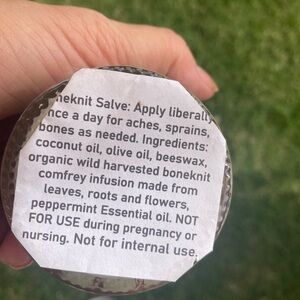 neknit Salve: Apply liberally
nce a day for aches, sprains,
bones as needed. Ingredients:
coconut oil, olive oil, beeswax,
organic wild harvested boneknit
comfrey infusion made from
leaves, roots and flowers,
peppermint Essential oil. NOT
FOR USE during pregnancy or
nursing. Not for internal use.